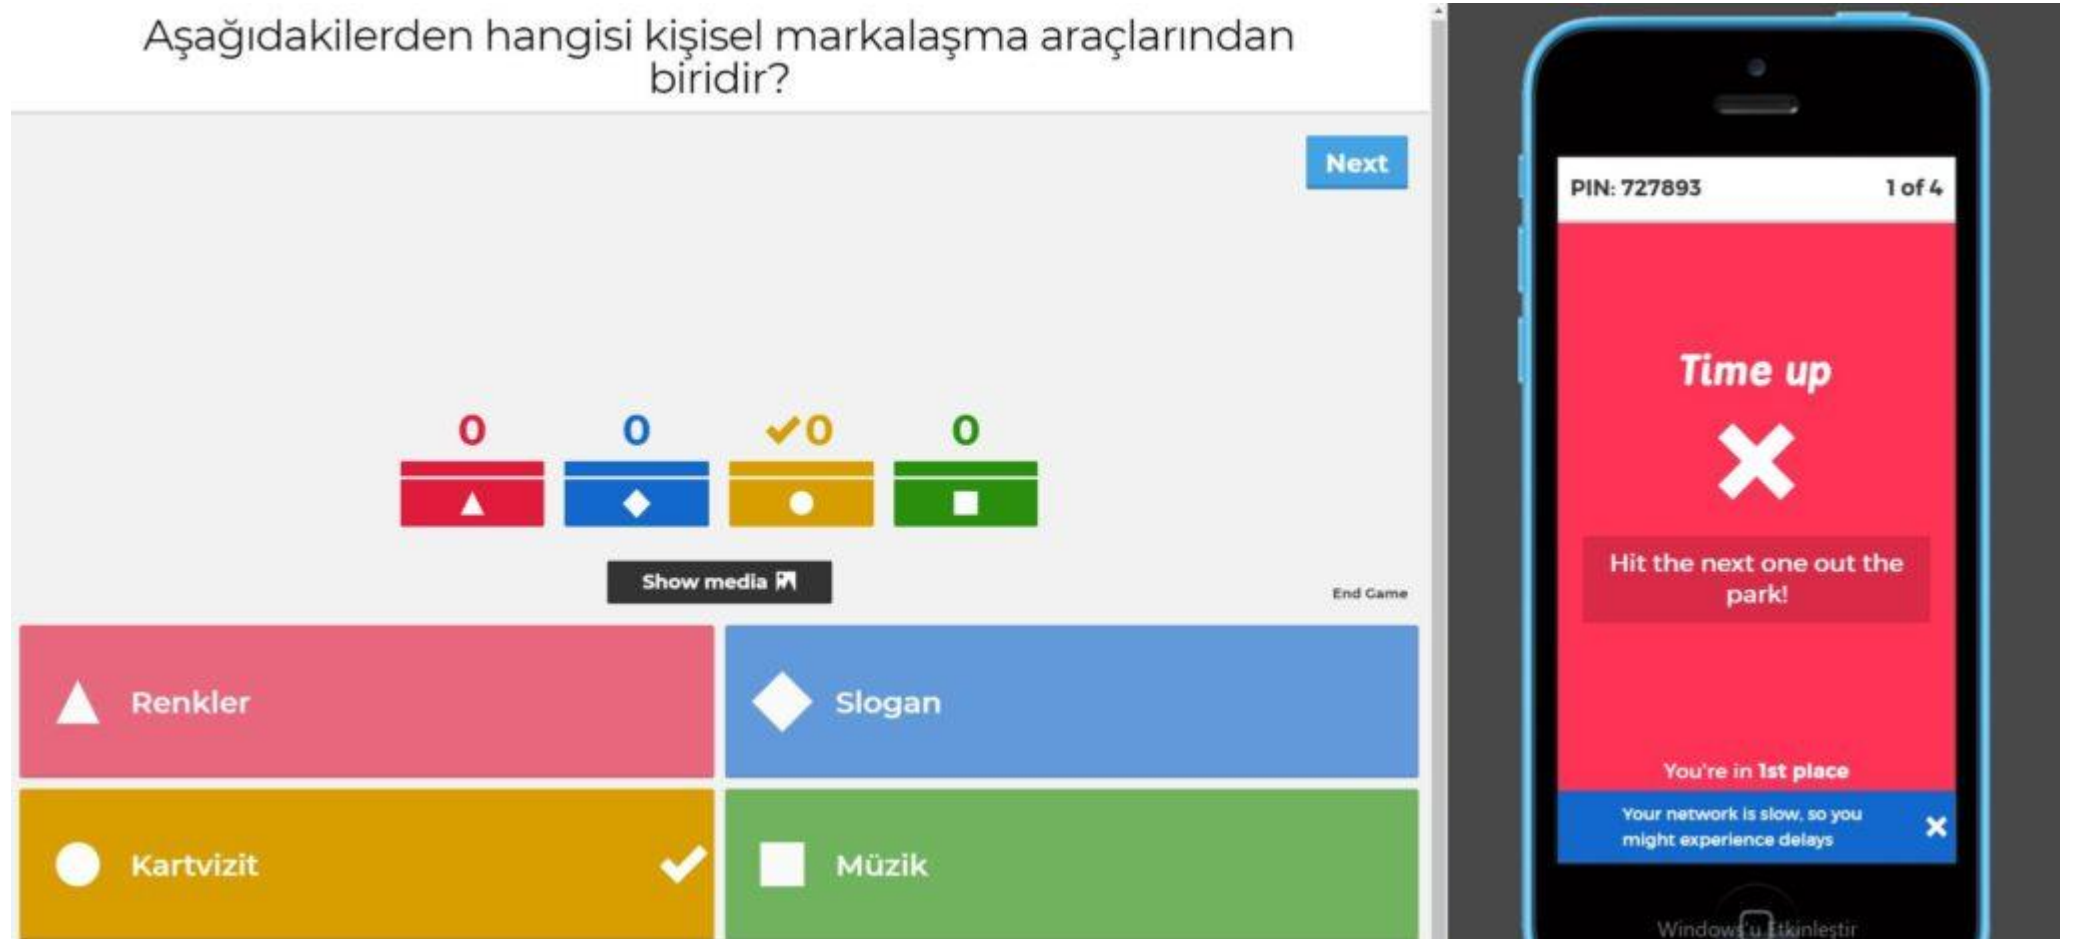 Aşağıdakilerden hangisi kişisel markalaşma araçlarından
biridir?
Next
0
0
0
0
Show media
End Game
Renkler
Slogan
Kartvizit
Müzik
PIN: 727893
1 of 4
Time up
Hit the next one out the
park!
You're in 1st place
Your network is slow, so you
might experience delays
Windows'u Etkinleştir